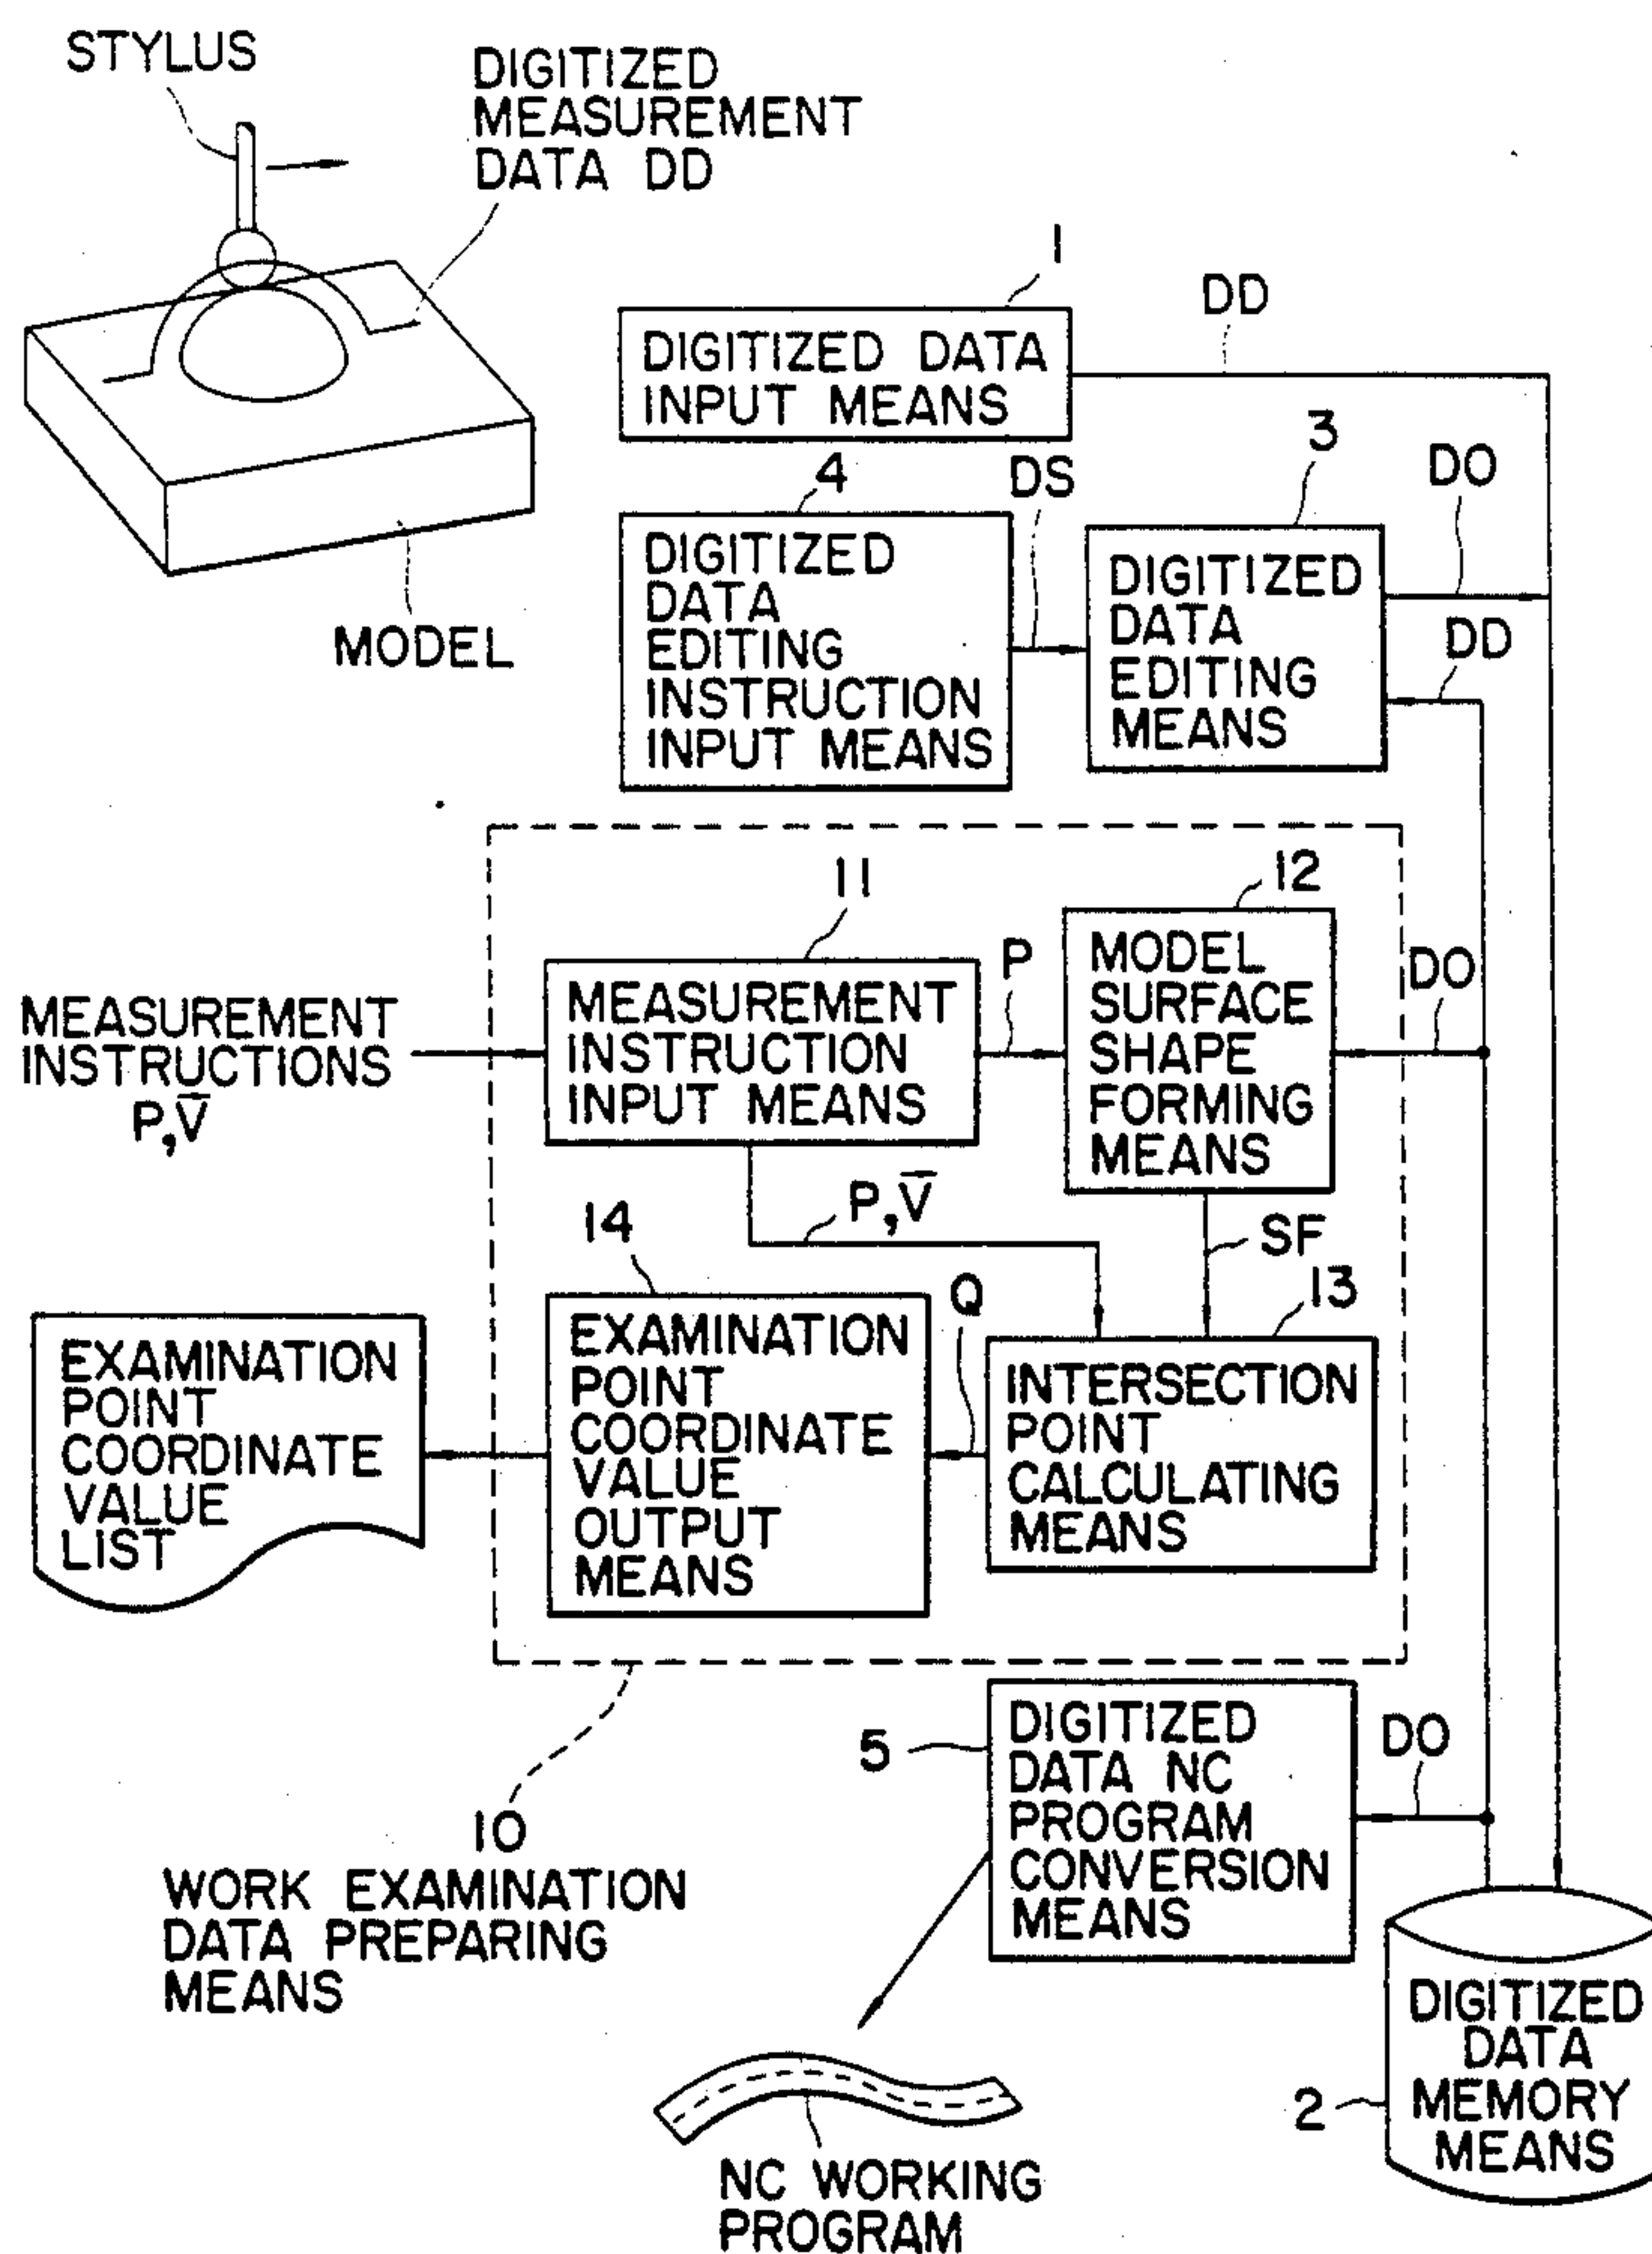 STYLUS
DIGITIZED
MEASUREMENT
DATA DD
MODEL
1
DIGITIZED DATA
INPUT MEANS
DD
4
DIGITIZED
DATA
EDITING
INSTRUCTION
INPUT MEANS
DS
3
DIGITIZED
DATA
EDITING
MEANS
DO
DD
11
MEASUREMENT
INSTRUCTION
INPUT MEANS
MEASUREMENT
INSTRUCTIONS
P,V̄
P
12
MODEL
SURFACE
SHAPE
FORMING
MEANS
DO
P,V̄
SF
14
EXAMINATION
POINT
COORDINATE
VALUE
OUTPUT
MEANS
Q
13
INTERSECTION
POINT
CALCULATING
MEANS
EXAMINATION
POINT
COORDINATE
VALUE
LIST
10
WORK EXAMINATION
DATA PREPARING
MEANS
5
DIGITIZED
DATA NC
PROGRAM
CONVERSION
MEANS
DO
2
DIGITIZED
DATA
MEMORY
MEANS
NC WORKING
PROGRAM